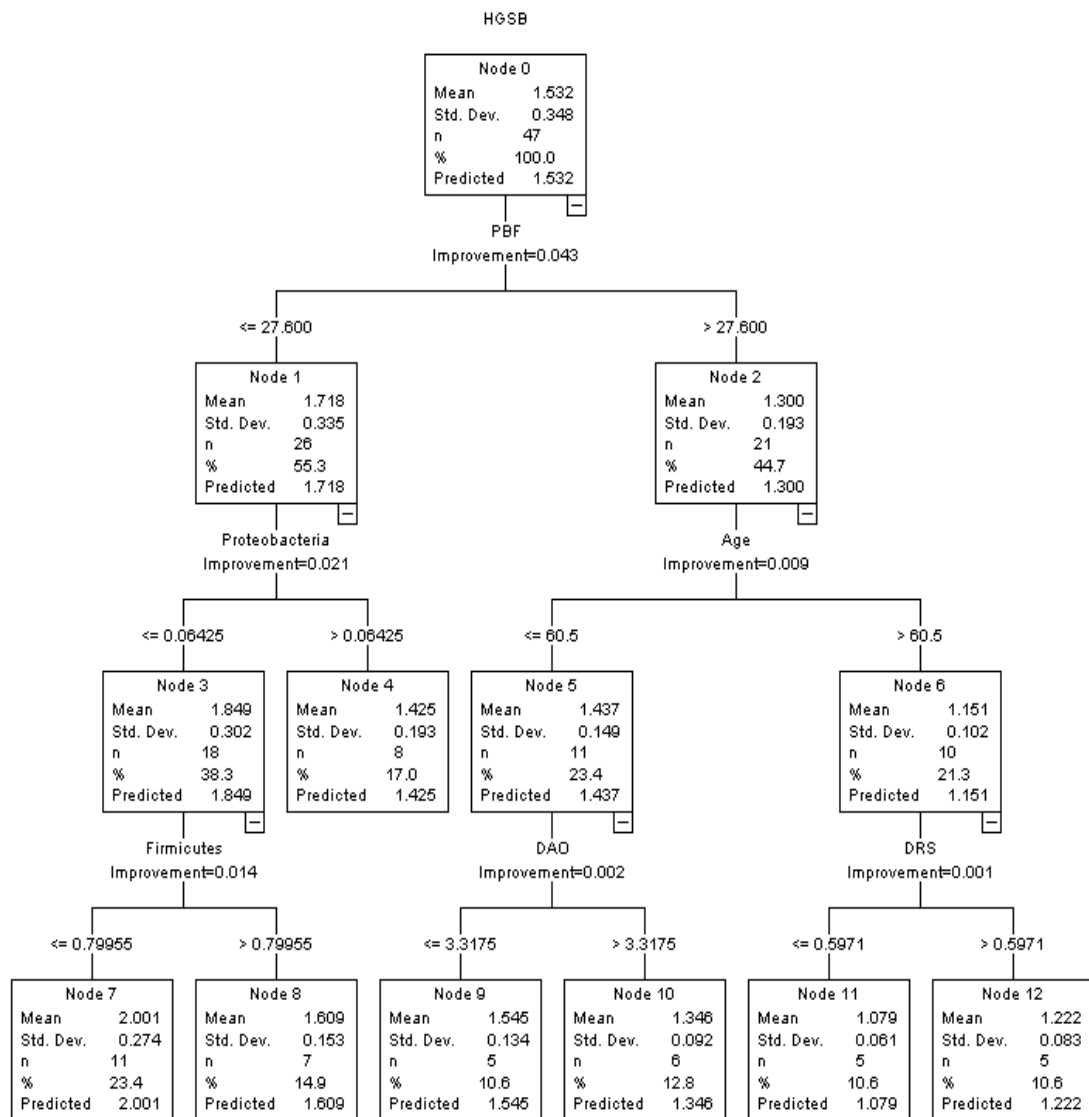 HGSB
Node 0
Mean 1.532
Std. Dev. 0.348
n 47
% 100.0
Predicted 1.532
PBF
Improvement=0.043
<= 27.600
> 27.600
Node 1
Mean 1.718
Std. Dev. 0.335
n 26
% 55.3
Predicted 1.718
Node 2
Mean 1.300
Std. Dev. 0.193
n 21
% 44.7
Predicted 1.300
Proteobacteria
Improvement=0.021
Age
Improvement=0.009
<= 0.06425
> 0.06425
<= 60.5
> 60.5
Node 3
Mean 1.849
Std. Dev. 0.302
n 18
% 38.3
Predicted 1.849
Node 4
Mean 1.425
Std. Dev. 0.193
n 8
% 17.0
Predicted 1.425
Node 5
Mean 1.437
Std. Dev. 0.149
n 11
% 23.4
Predicted 1.437
Node 6
Mean 1.151
Std. Dev. 0.102
n 10
% 21.3
Predicted 1.151
Firmicutes
Improvement=0.014
DAO
Improvement=0.002
DRS
Improvement=0.001
<= 0.79955
> 0.79955
<= 3.3175
> 3.3175
<= 0.5971
> 0.5971
Node 7
Mean 2.001
Std. Dev. 0.274
n 11
% 23.4
Predicted 2.001
Node 8
Mean 1.609
Std. Dev. 0.153
n 7
% 14.9
Predicted 1.609
Node 9
Mean 1.545
Std. Dev. 0.134
n 5
% 10.6
Predicted 1.545
Node 10
Mean 1.346
Std. Dev. 0.092
n 6
% 12.8
Predicted 1.346
Node 11
Mean 1.079
Std. Dev. 0.061
n 5
% 10.6
Predicted 1.079
Node 12
Mean 1.222
Std. Dev. 0.083
n 5
% 10.6
Predicted 1.222